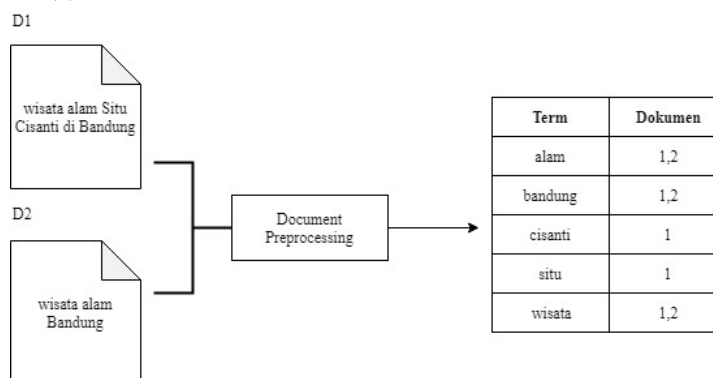 D1
wisata alam Situ
Cisanti di Bandung
D2
wisata alam
Bandung
Document
Preprocessing
Term Dokumen
alam 1,2
bandung 1,2
cisanti 1
situ 1
wisata 1,2